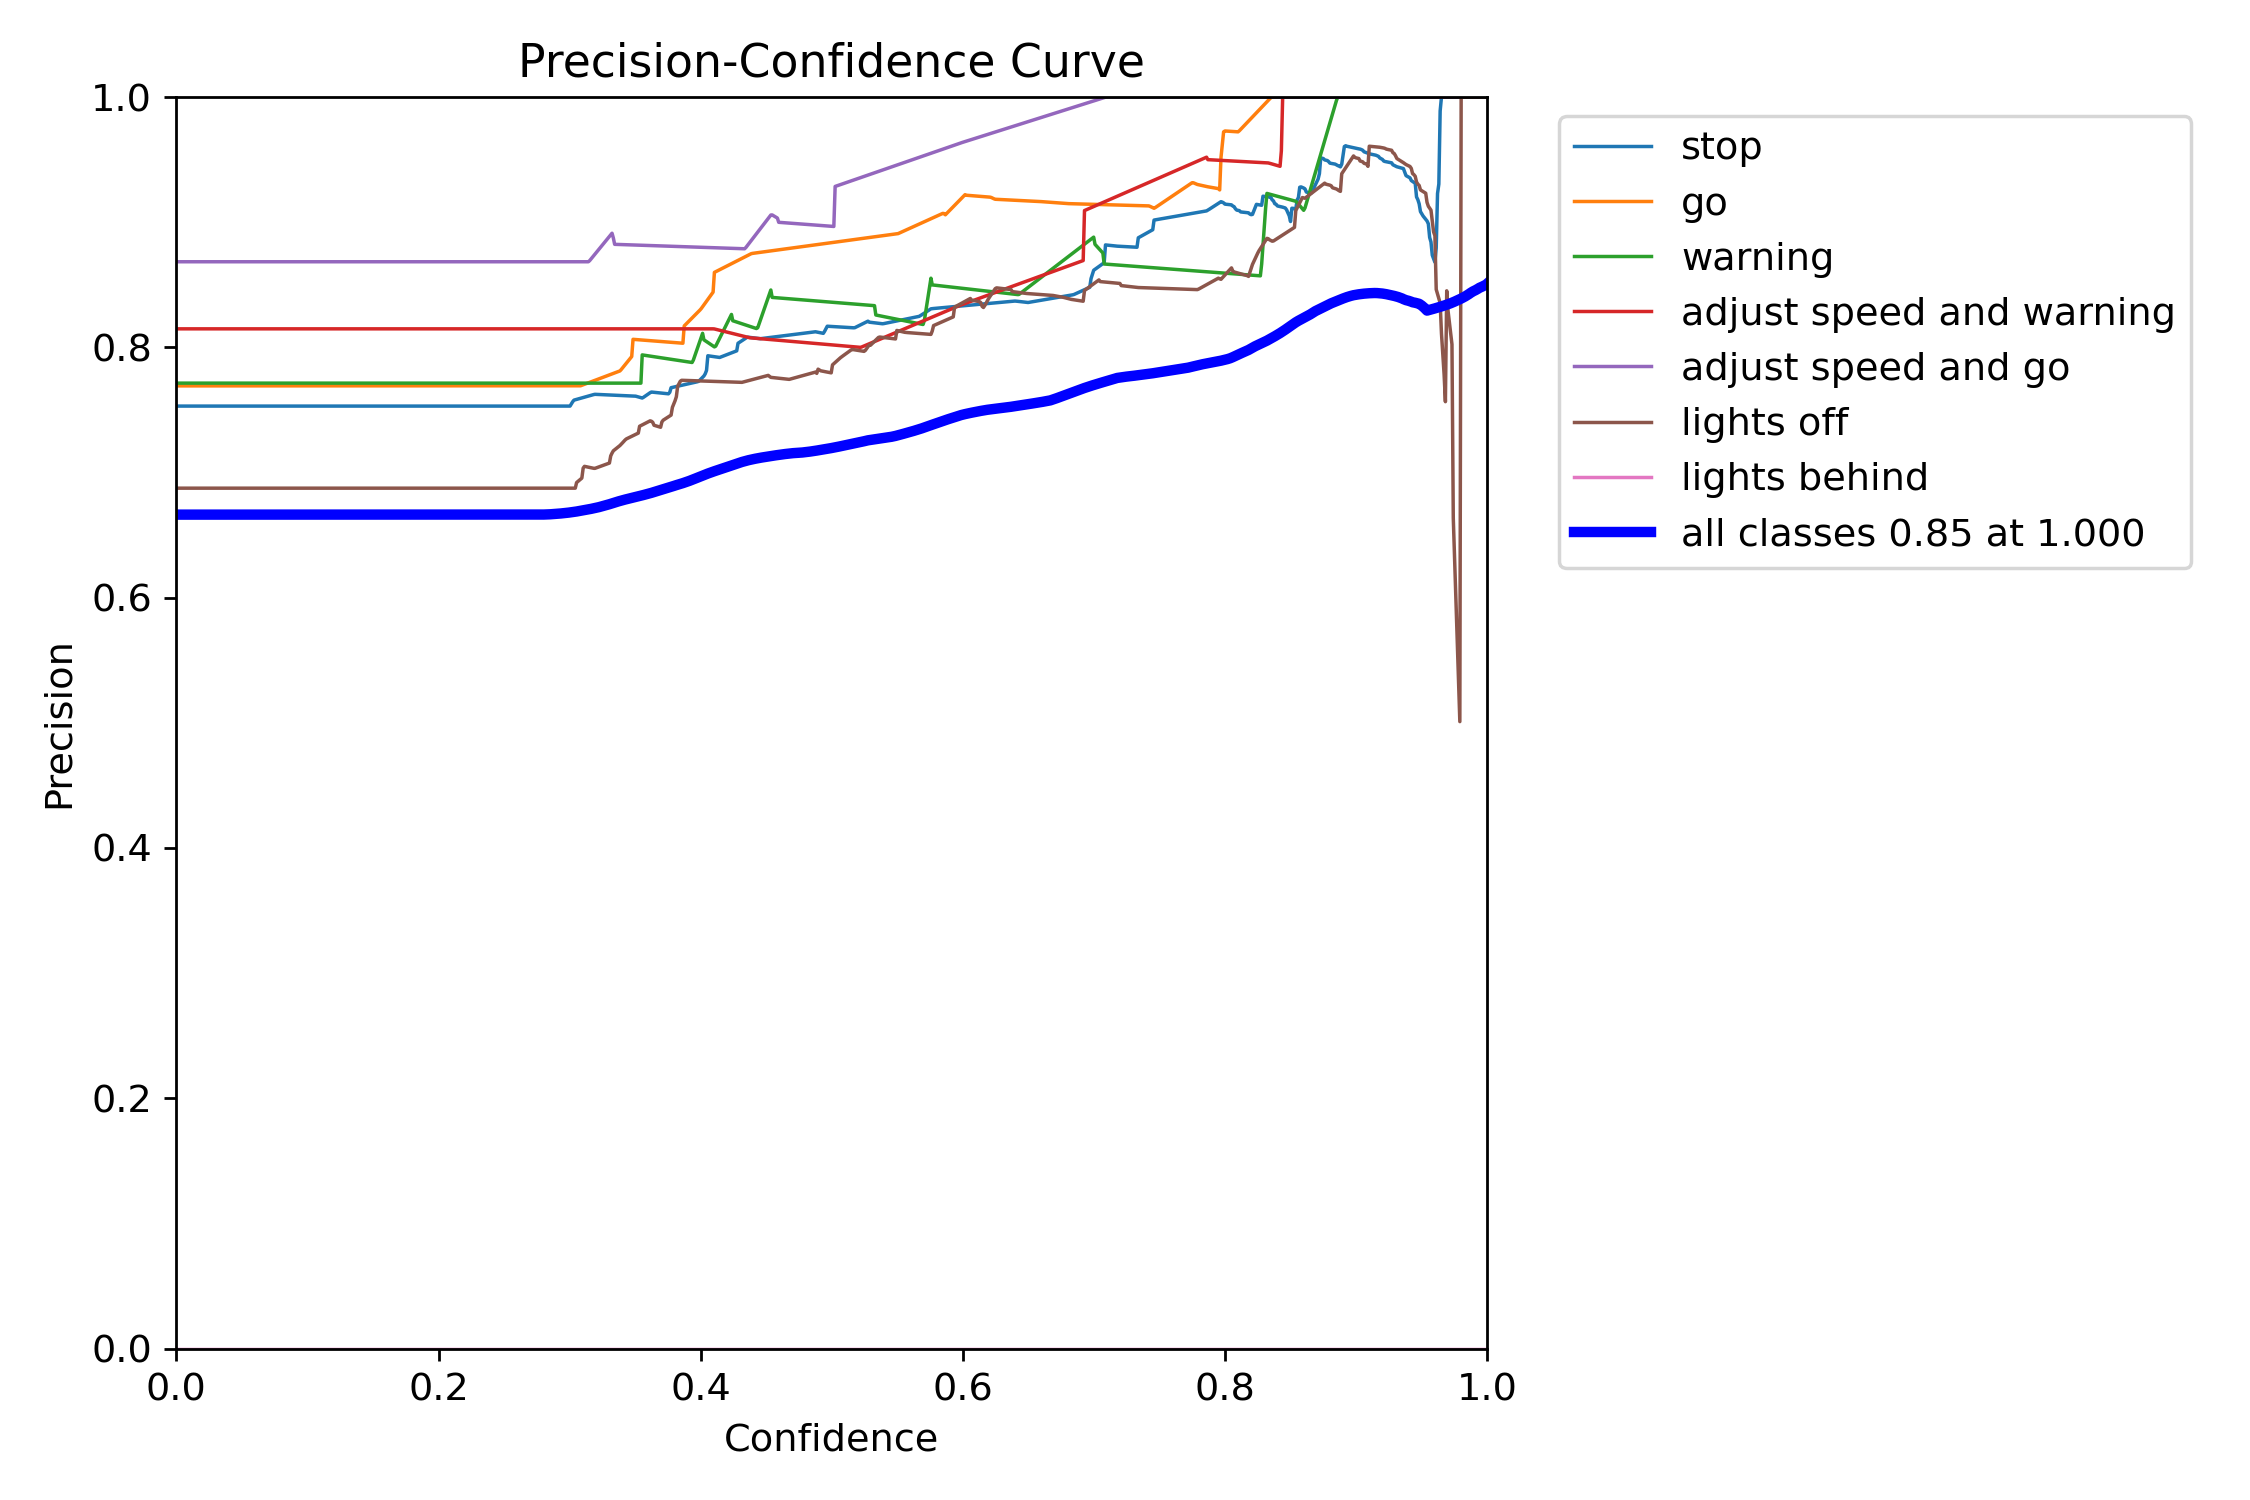 Precision-Confidence Curve
1.0
0.8
0.6
0.4
0.2
0.0
Precision
0.0 0.2 0.4 0.6 0.8 1.0
Confidence
stop
go
warning
adjust speed and warning
adjust speed and go
lights off
lights behind
all classes 0.85 at 1.000